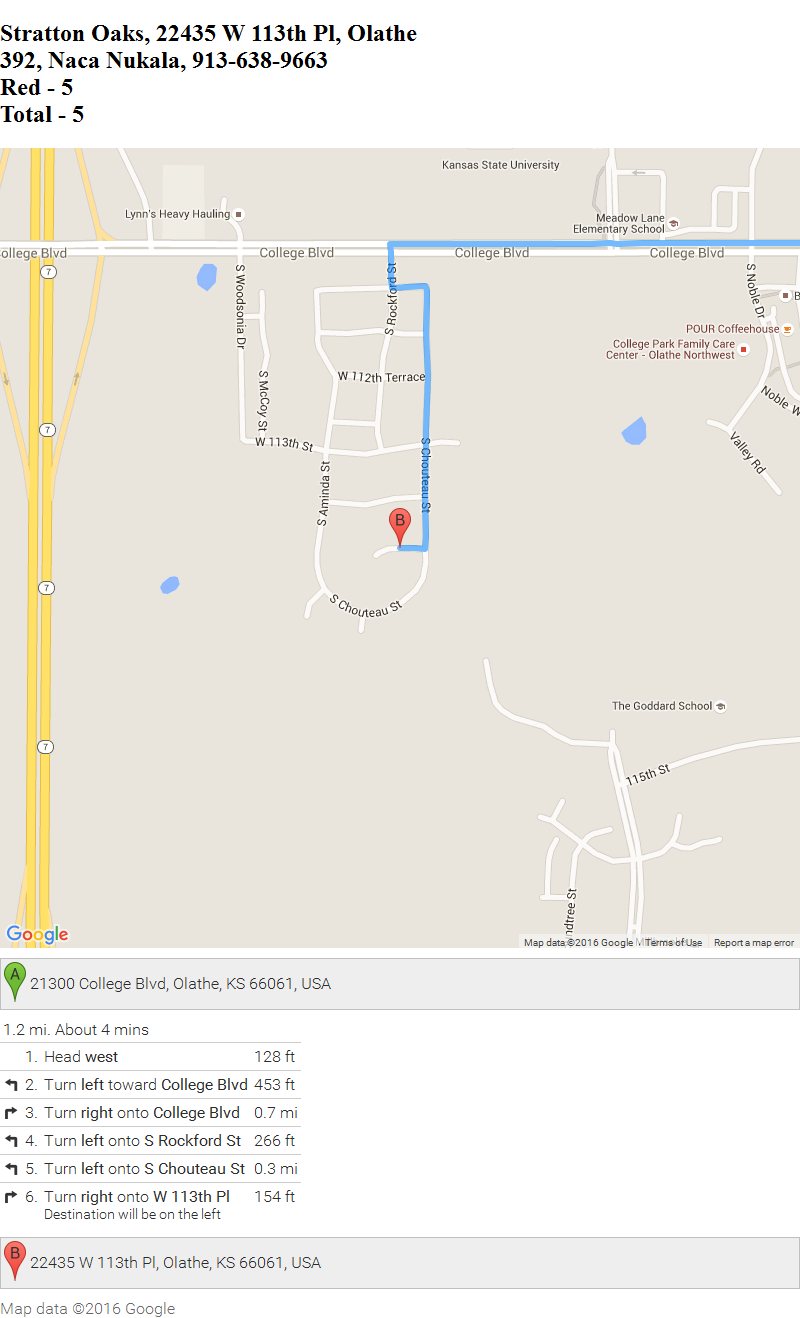 Stratton Oaks, 22435 W 113th Pl, Olathe
392, Naca Nukala, 913-638-9663
Red - 5
Total - 5
Kansas State University
Lynn's Heavy Hauling
Meadow Lane
Elementary School
ollege Blvd
College Blvd
College Blvd
College Blvd
7
S Woodsonia Dr
S Rockford St
S Noble Dr
B
POUR Coffeehouse
College Park Family Care
Center - Olathe Northwest
S McCoy St
W 112th Terrace
Noble W
7
W 113th St
S Chouteau St
Valley Rd
S Aminda St
B
7
S Chouteau St
The Goddard School
7
115th St
ndtree St
Google
Map data ©2016 Google
Terms of Use
Report a map error
A
21300 College Blvd, Olathe, KS 66061, USA
1.2 mi. About 4 mins
1. Head west 128 ft
2. Turn left toward College Blvd 453 ft
3. Turn right onto College Blvd 0.7 mi
4. Turn left onto S Rockford St 266 ft
5. Turn left onto S Chouteau St 0.3 mi
6. Turn right onto W 113th Pl 154 ft
Destination will be on the left
B
22435 W 113th Pl, Olathe, KS 66061, USA
Map data ©2016 Google